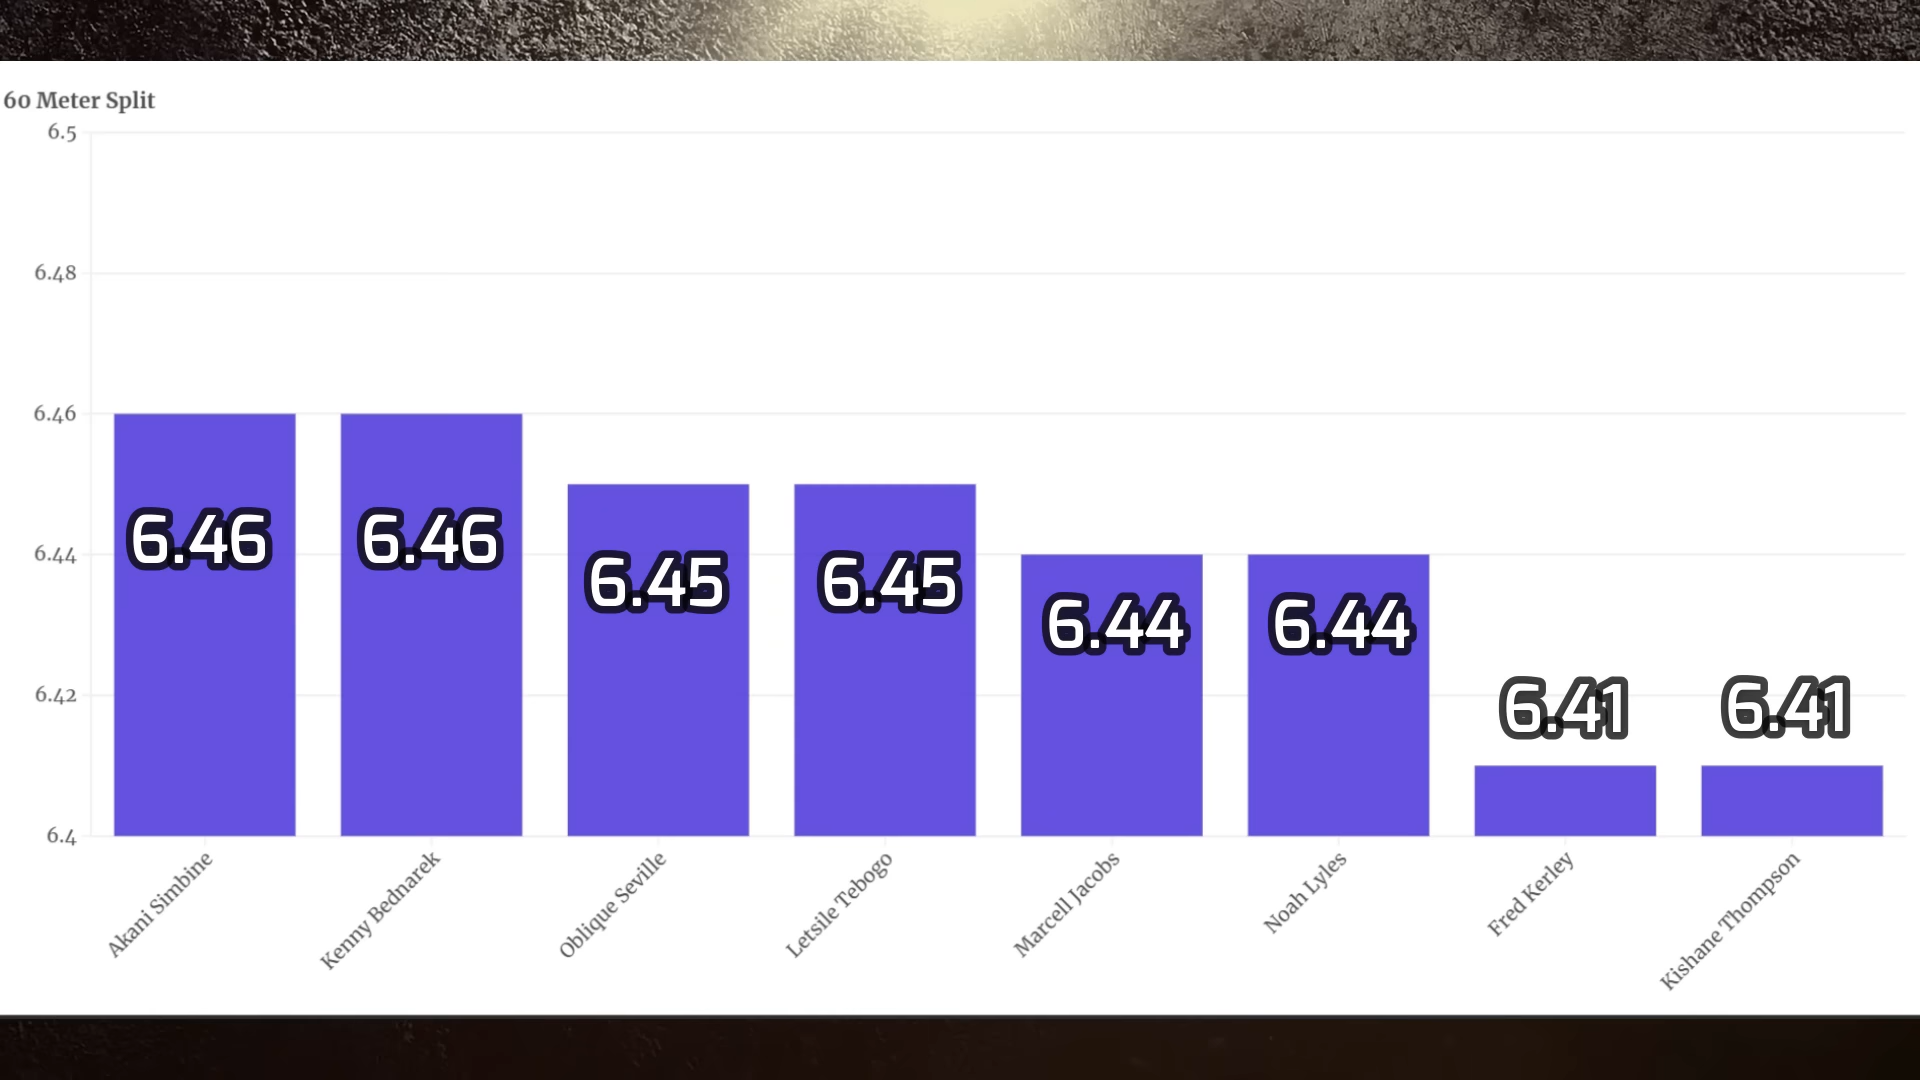 60 Meter Split
6.5
6.48
6.46
6.44
6.42
6.4
6.46
6.46
6.45
6.45
6.44
6.44
6.41
6.41
Akani Simbine
Kenny Bednarek
Oblique Seville
Letsile Tebogo
Marcell Jacobs
Noah Lyles
Fred Kerley
Kishane Thompson